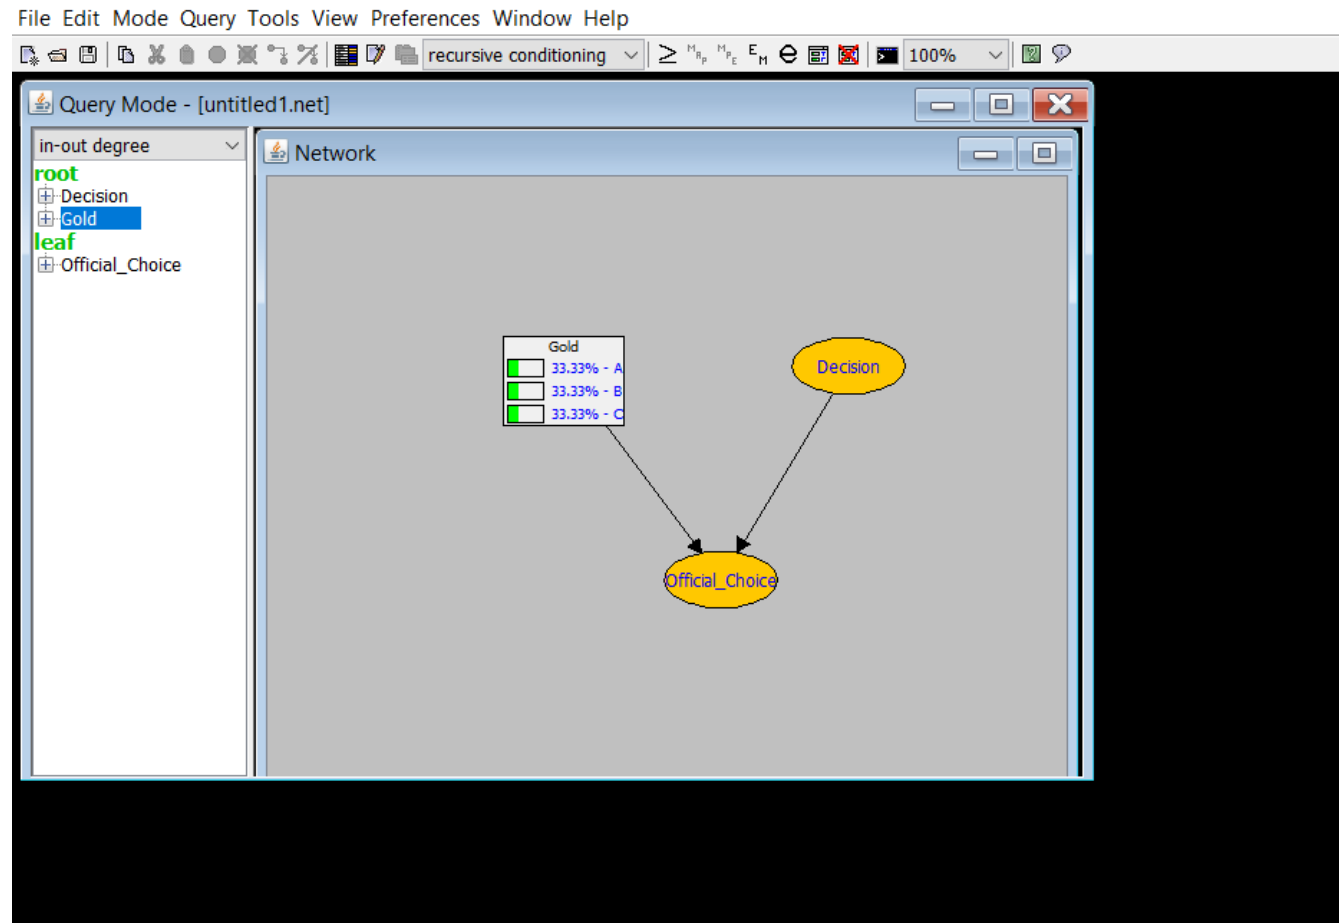 File Edit Mode Query Tools View Preferences Window Help
recursive conditioning 100%
Query Mode - [untitled1.net]
in-out degree
Network
root
Decision
Gold
leaf
Official_Choice
Gold
33.33% - A
33.33% - B
33.33% - C
Decision
Official_Choice